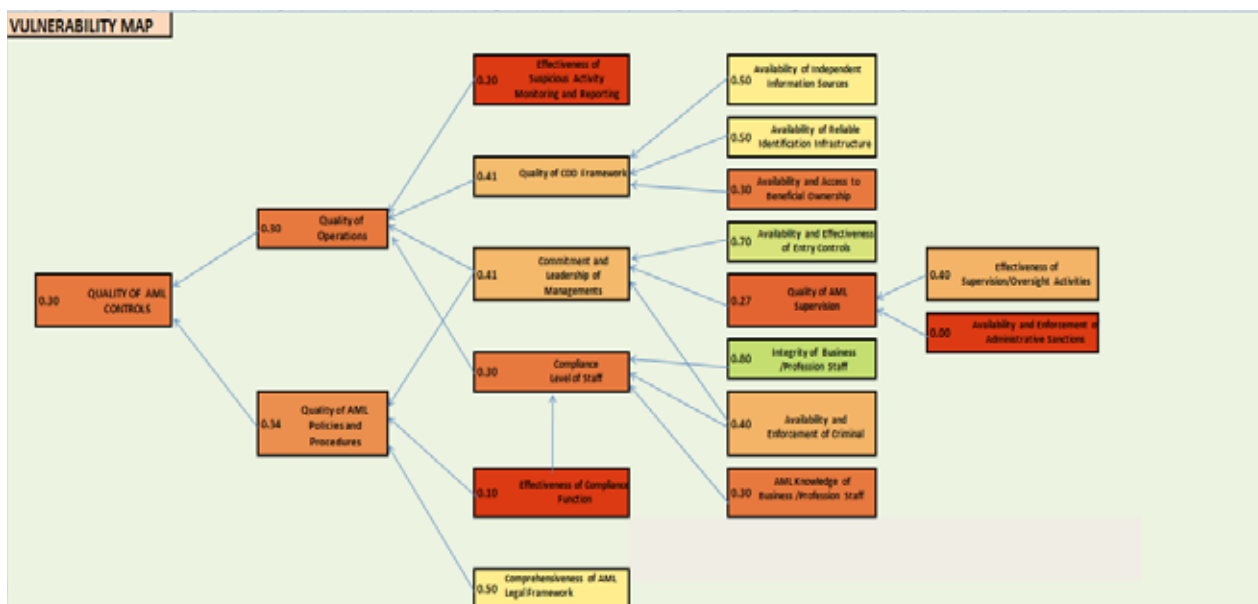 VULNERABILITY MAP
0.20
Effectiveness of
Suspicious Activity
Monitoring and Reporting
0.50
Availability of Independent
Information Sources
0.50
Availability of Reliable
Identification Infrastructure
0.41
Quality of CDD Framework
0.30
Availability and Access to
Beneficial Ownership
0.30
Quality of
Operations
0.70
Availability and Effectiveness
of Entry Controls
0.41
Commitment and
Leadership of
Managements
0.40
Effectiveness of
Supervision/Oversight Activities
0.30
QUALITY OF AML
CONTROLS
0.27
Quality of AML
Supervision
0.00
Availability and Enforcement o
Administrative Sanctions
0.80
Integrity of Business
/Profession Staff
0.30
Compliance
Level of Staff
0.34
Quality of AML
Policies and
Procedures
0.40
Availability and
Enforcement of Criminal
0.10
Effectiveness of Compliance
Function
0.30
AML Knowledge of
Business /Profession Staff
0.50
Comprehensiveness of AML
Legal Framework